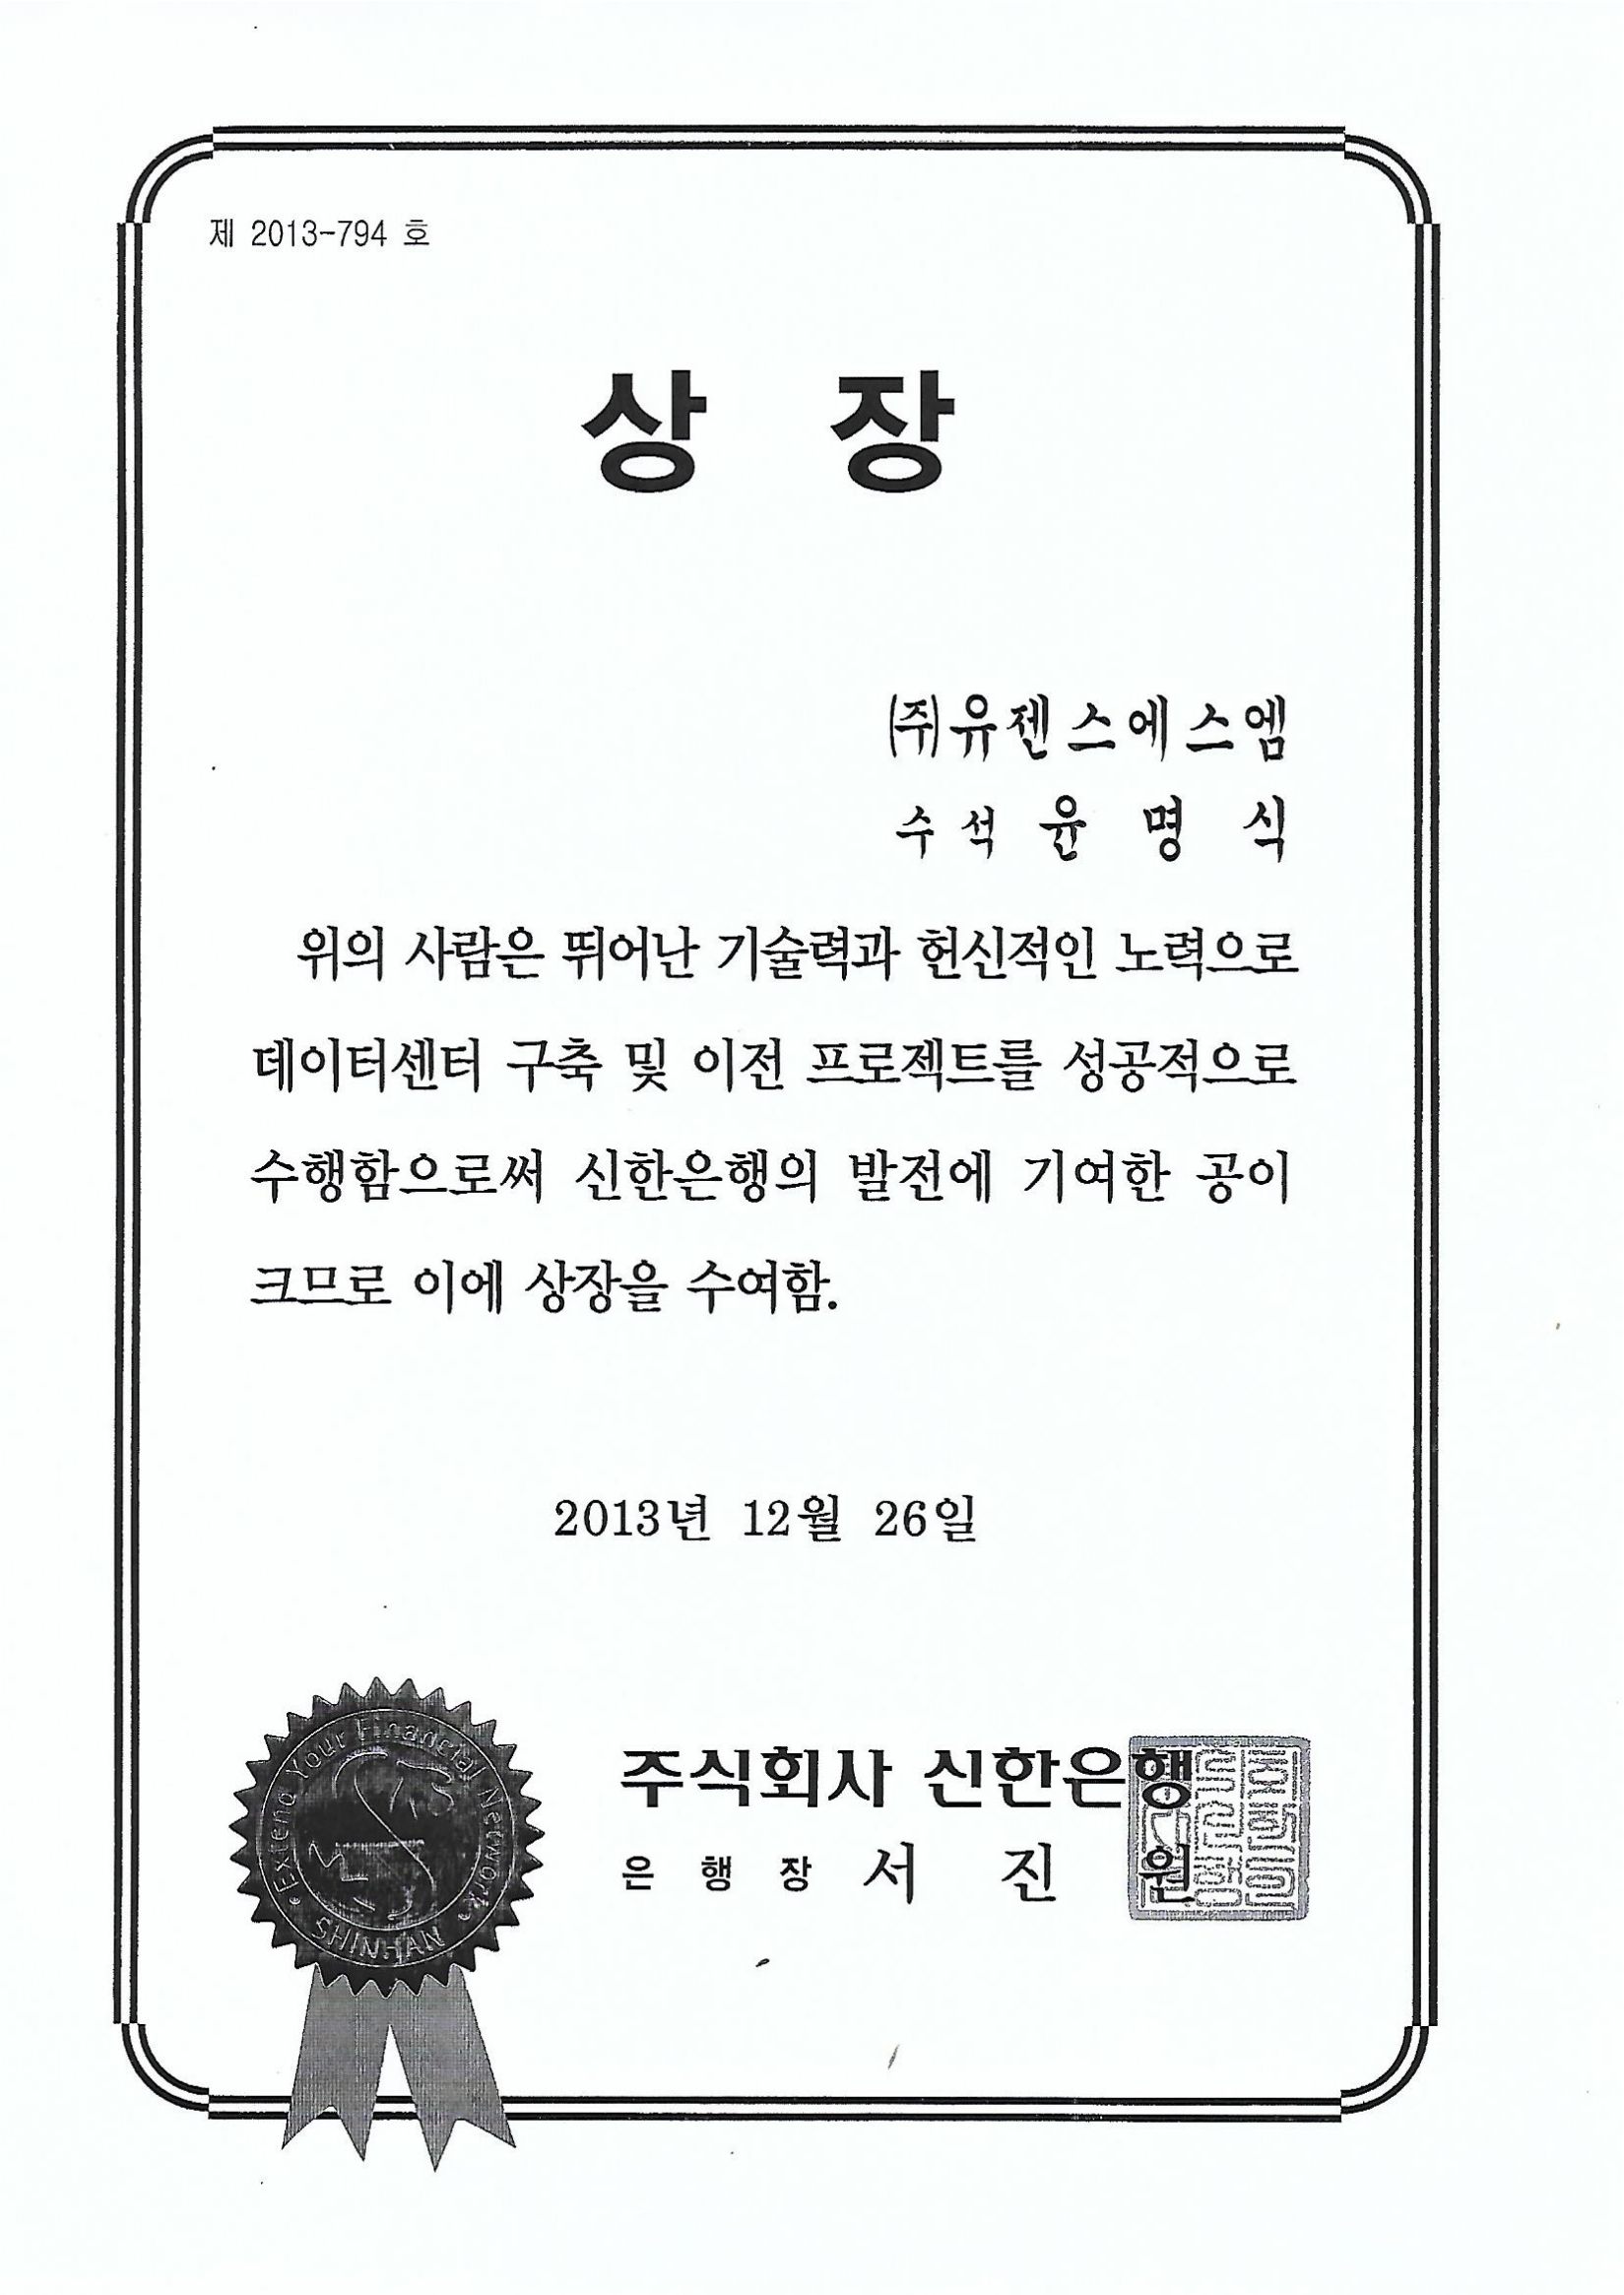 제 2013-794 호
상 장
(주)유젠스에스엠
수석 윤 명 식
위의 사람은 뛰어난 기술력과 헌신적인 노력으로
데이터센터 구축 및 이전 프로젝트를 성공적으로
수행함으로써 신한은행의 발전에 기여한 공이
크므로 이에 상장을 수여함.
2013년 12월 26일
Extend Your Financial Network
SHINHAN
주식회사 신한은행
은 행 장 서 진 원